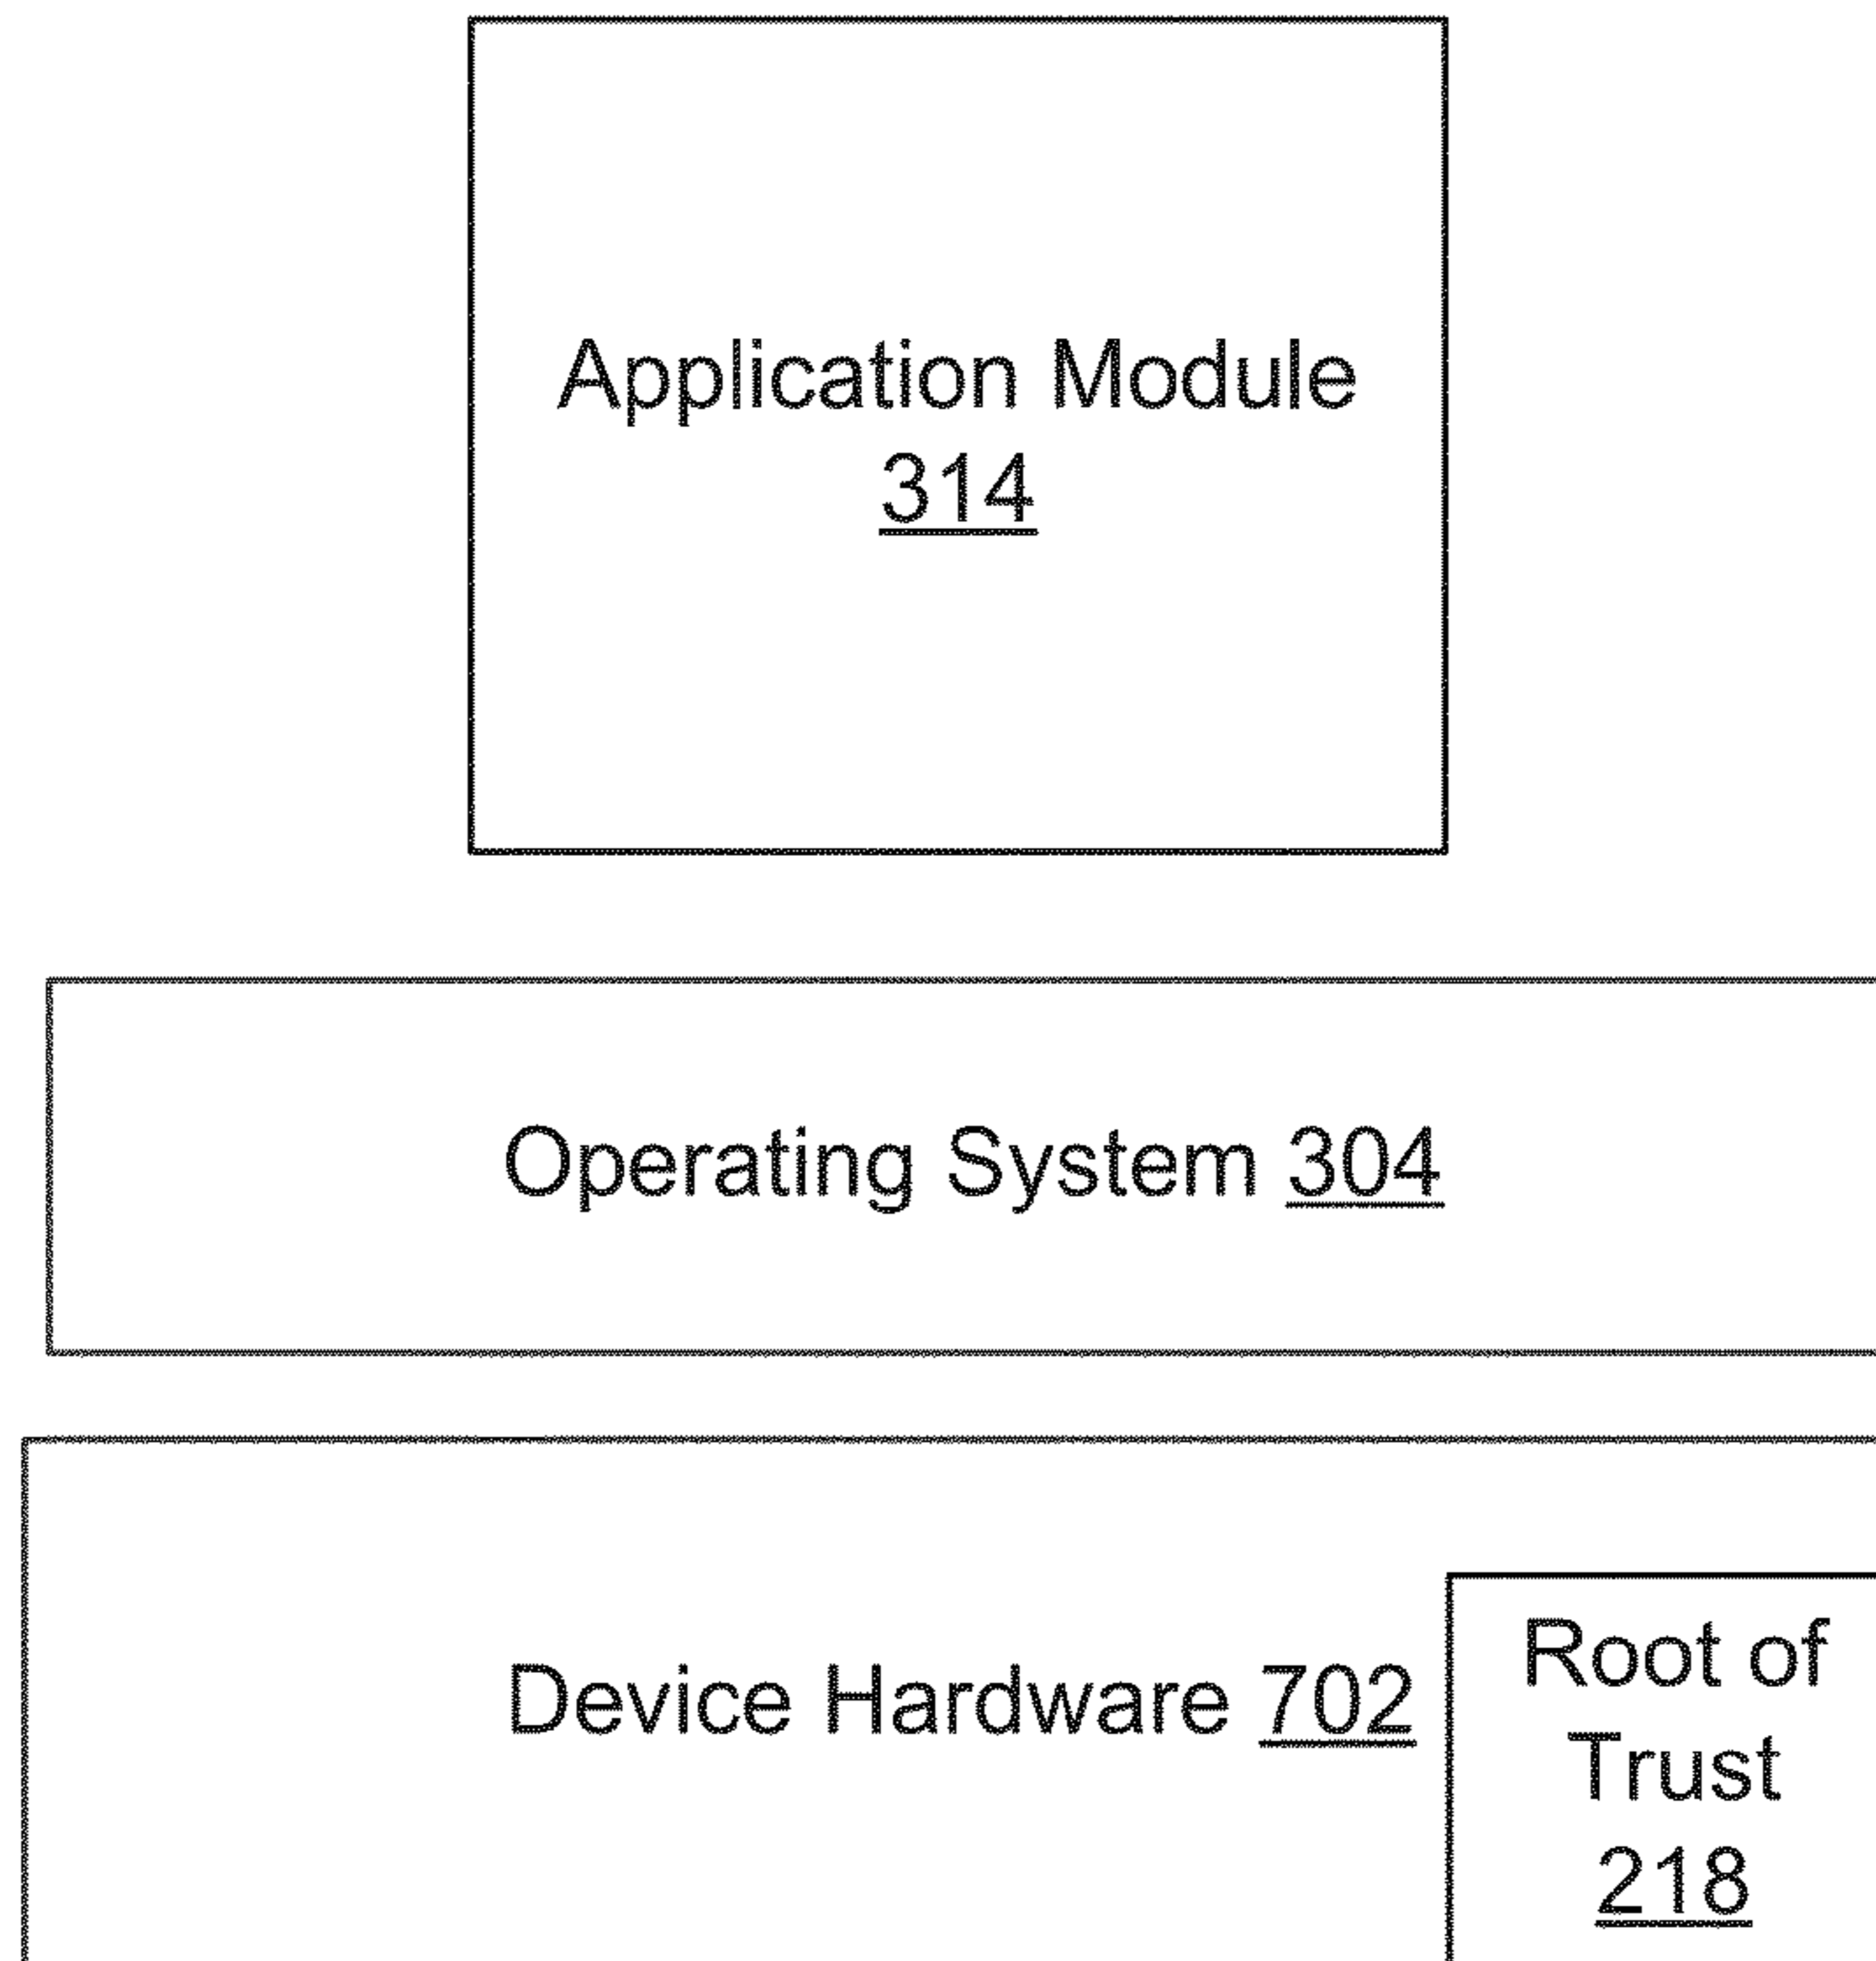 Application Module
314
Operating System 304
Device Hardware 702
Root of
Trust
218